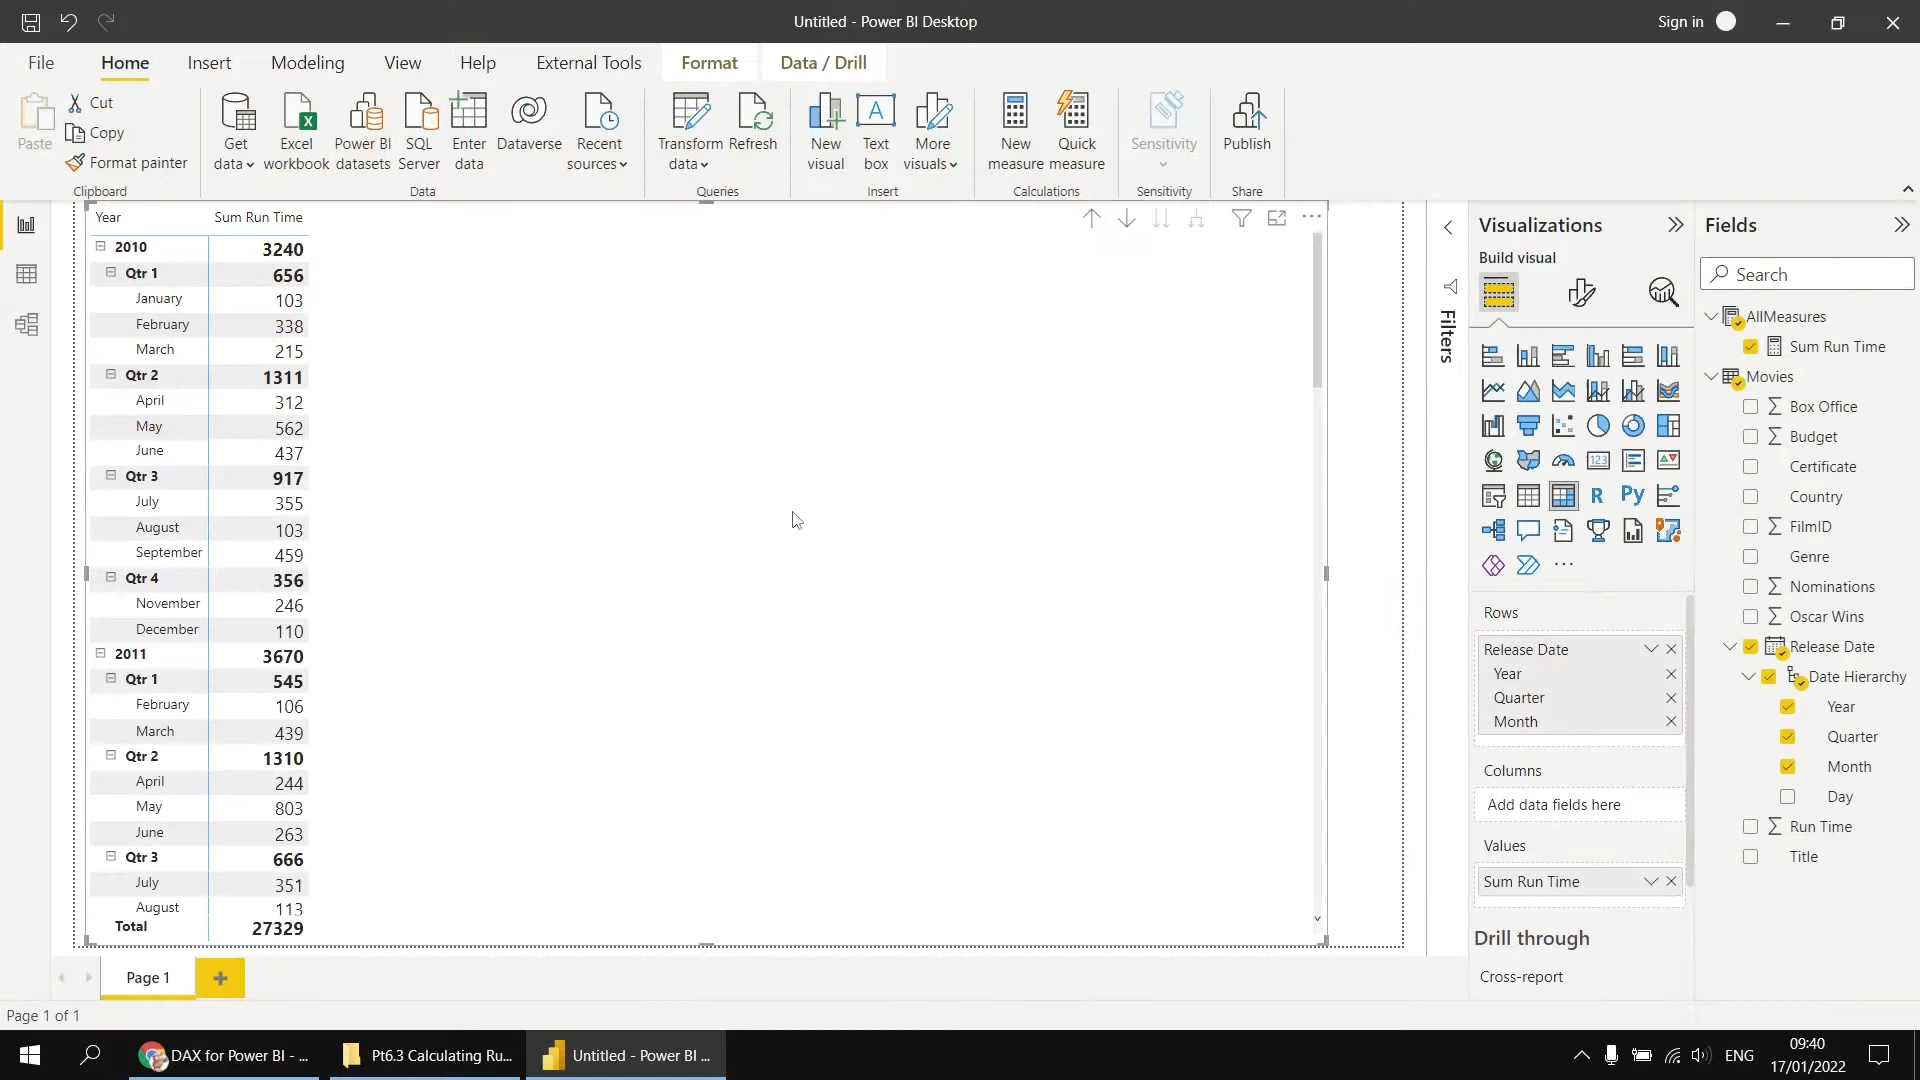 Untitled - Power BI Desktop
Sign in
File Home Insert Modeling View Help External Tools Format Data / Drill
Paste
Cut
Copy
Format painter
Clipboard
Get data
Excel workbook
Power BI datasets
SQL Server
Enter data
Dataverse
Recent sources
Data
Transform data
Refresh
Queries
New visual
Text box
More visuals
Insert
New measure
Quick measure
Calculations
Sensitivity
Sensitivity
Publish
Share
Year Sum Run Time
2010 3240
Qtr 1 656
January 103
February 338
March 215
Qtr 2 1311
April 312
May 562
June 437
Qtr 3 917
July 355
August 103
September 459
Qtr 4 356
November 246
December 110
2011 3670
Qtr 1 545
February 106
March 439
Qtr 2 1310
April 244
May 803
June 263
Qtr 3 666
July 351
August 113
Total 27329
Filters
Visualizations
Build visual
123
R
Py
Rows
Release Date
Year
Quarter
Month
Columns
Add data fields here
Values
Sum Run Time
Drill through
Cross-report
Fields
Search
AllMeasures
Sum Run Time
Movies
Box Office
Budget
Certificate
Country
FilmID
Genre
Nominations
Oscar Wins
Release Date
Date Hierarchy
Year
Quarter
Month
Day
Run Time
Title
Page 1
Page 1 of 1
DAX for Power BI - ...
Pt6.3 Calculating Ru...
Untitled - Power BI ...
ENG
09:40
17/01/2022